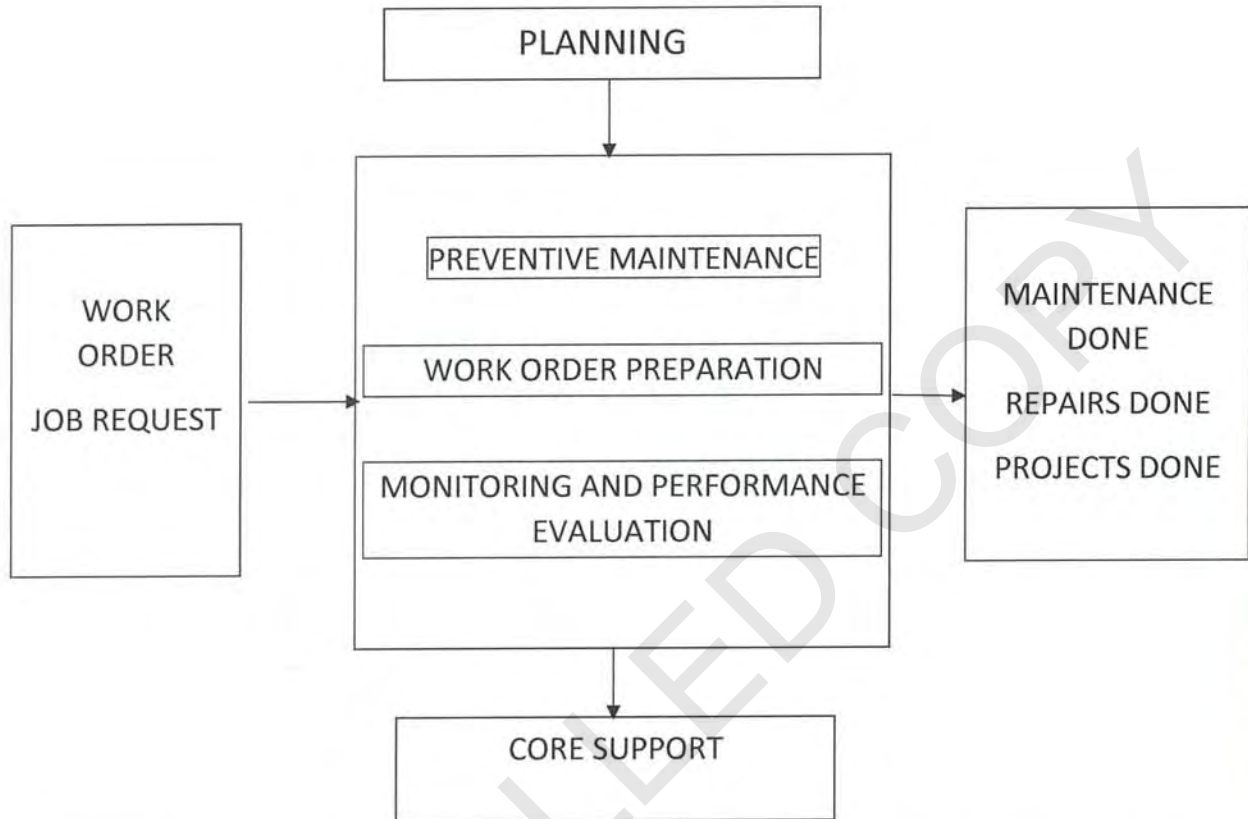 PLANNING
PREVENTIVE MAINTENANCE
WORK
ORDER
JOB REQUEST
WORK ORDER PREPARATION
MONITORING AND PERFORMANCE
EVALUATION
MAINTENANCE
DONE
REPAIRS DONE
PROJECTS DONE
CORE SUPPORT
LLED COPY